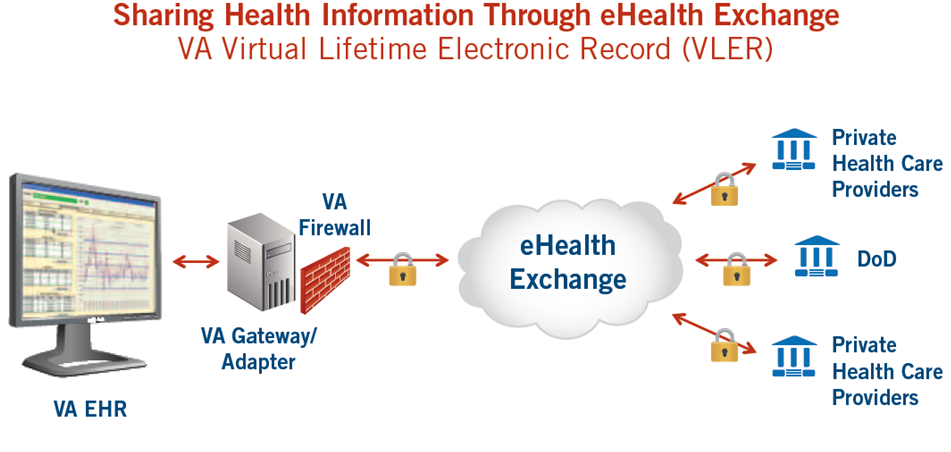 Sharing Health Information Through eHealth Exchange
VA Virtual Lifetime Electronic Record (VLER)
Private
Health Care
Providers
VA
Firewall
eHealth
Exchange
DoD
VA Gateway/
Adapter
Private
Health Care
Providers
VA EHR